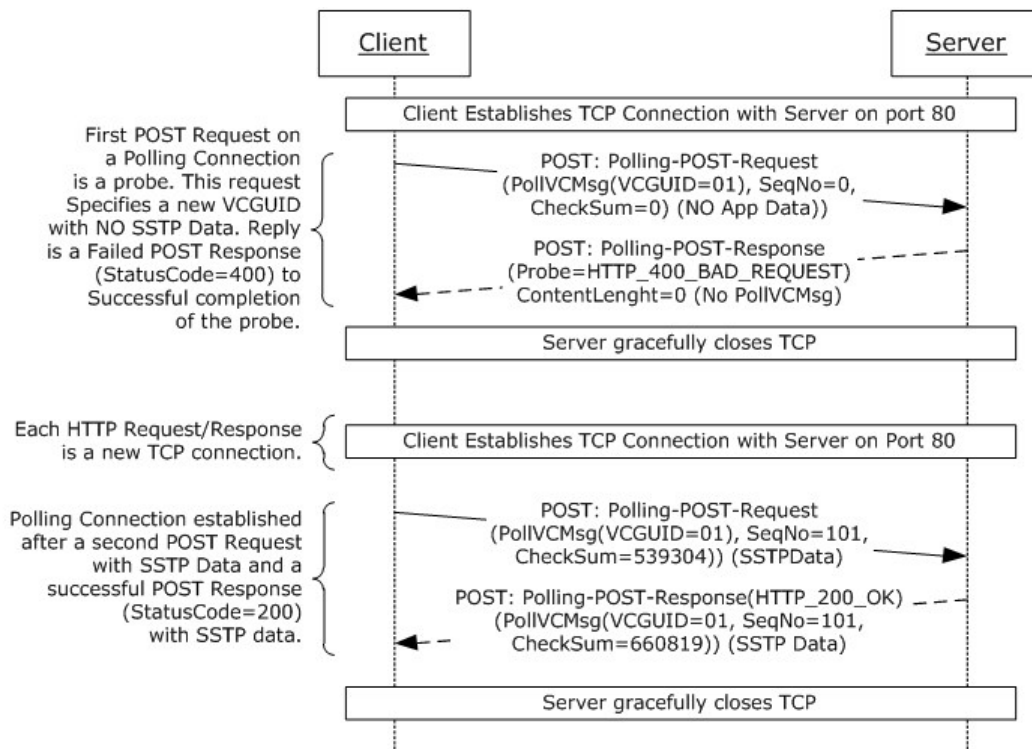 Client
Server
Client Establishes TCP Connection with Server on port 80
First POST Request on
a Polling Connection
is a probe. This request
Specifies a new VCGUID
with NO SSTP Data. Reply
is a Failed POST Response
(StatusCode=400) to
Successful completion
of the probe.
POST: Polling-POST-Request
(PollVCMsg(VCGUID=01), SeqNo=0,
CheckSum=0) (NO App Data))
POST: Polling-POST-Response
(Probe=HTTP_400_BAD_REQUEST)
ContentLenght=0 (No PollVCMsg)
Server gracefully closes TCP
Each HTTP Request/Response
is a new TCP connection.
Client Establishes TCP Connection with Server on Port 80
Polling Connection established
after a second POST Request
with SSTP Data and a
successful POST Response
(StatusCode=200)
with SSTP data.
POST: Polling-POST-Request
(PollVCMsg(VCGUID=01), SeqNo=101,
CheckSum=539304)) (SSTPData)
POST: Polling-POST-Response(HTTP_200_OK)
(PollVCMsg(VCGUID=01, SeqNo=101,
CheckSum=660819)) (SSTP Data)
Server gracefully closes TCP